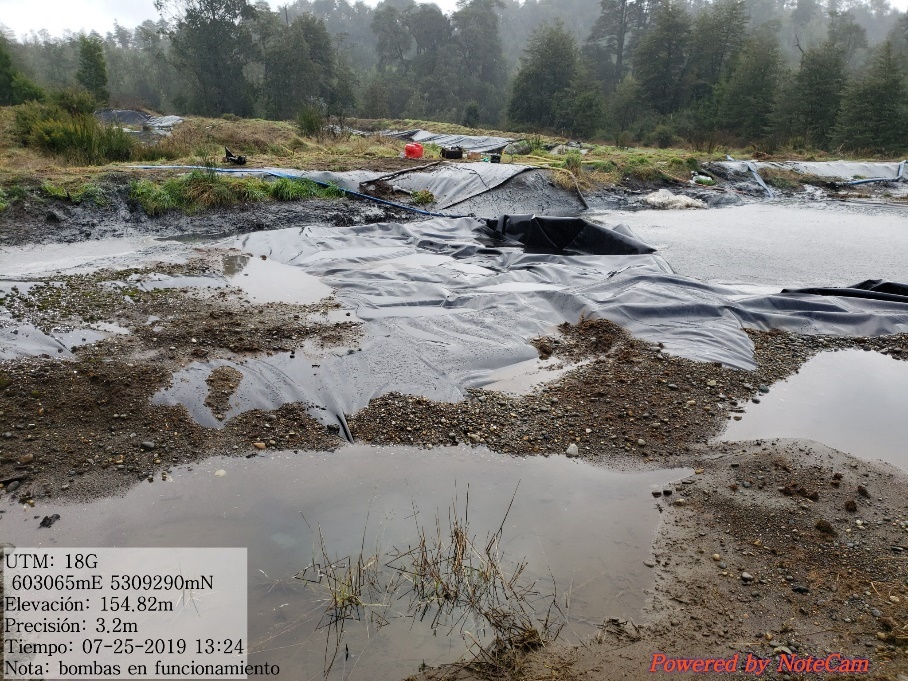 UTM: 18G
603065mE 5309290mN
Elevación: 154.82m
Precisión: 3.2m
Tiempo: 07-25-2019 13:24
Nota: bombas en funcionamiento
Powered by NoteCam